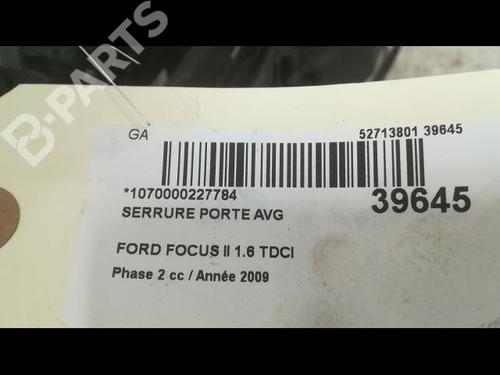 B-PARTS
GA 52713801 39645
*1070000227784 39645
SERRURE PORTE AVG
FORD FOCUS II 1.6 TDCI
Phase 2 cc / Année 2009